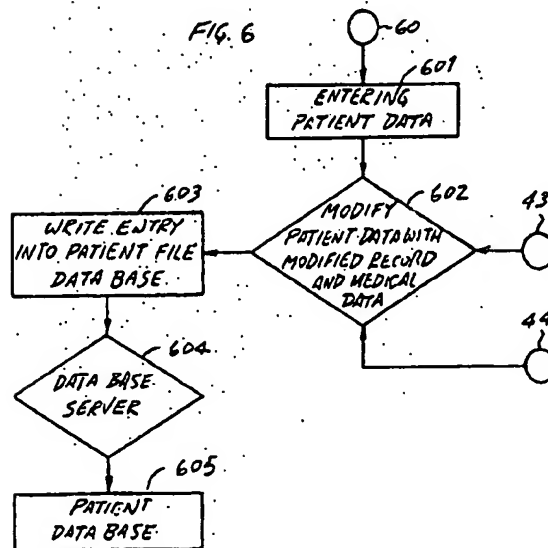 FIG. 6
60
601
ENTERING
PATIENT DATA
602
MODIFY
PATIENT DATA WITH
MODIFIED RECORD
AND MEDICAL
DATA
43
44
603
WRITE ENTRY
INTO PATIENT FILE
DATA BASE.
604
DATA BASE
SERVER
605
PATIENT
DATA BASE.